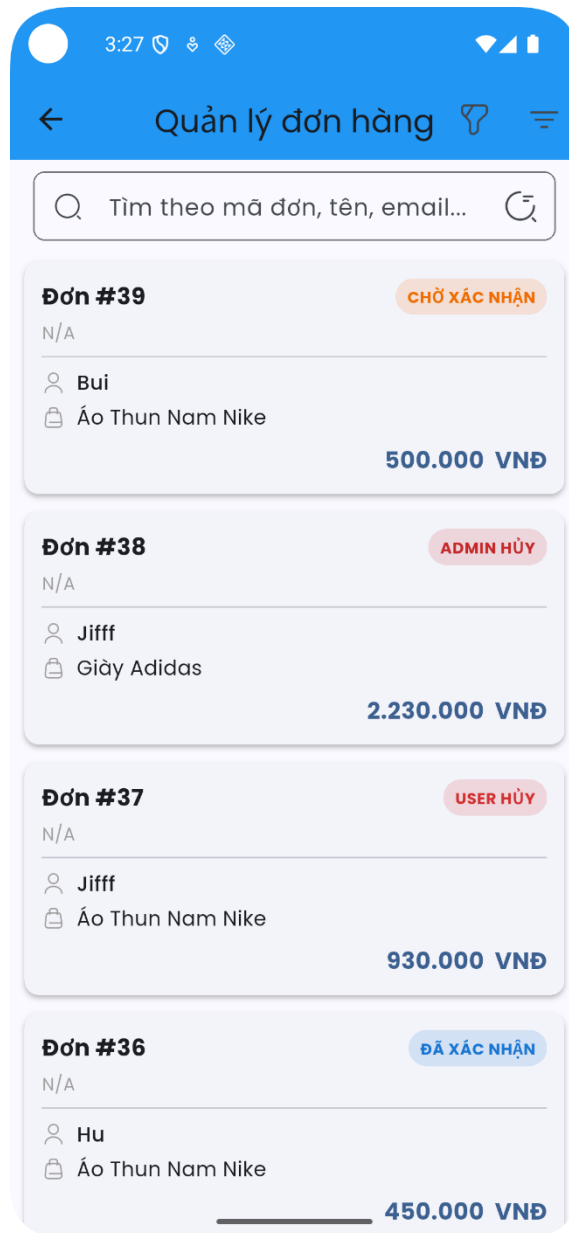 3:27
Quản lý đơn hàng
Tìm theo mã đơn, tên, email...
Đơn #39
CHỜ XÁC NHẬN
N/A
Bui
Áo Thun Nam Nike
500.000 VNĐ
Đơn #38
ADMIN HỦY
N/A
Jifff
Giày Adidas
2.230.000 VNĐ
Đơn #37
USER HỦY
N/A
Jifff
Áo Thun Nam Nike
930.000 VNĐ
Đơn #36
ĐÃ XÁC NHẬN
N/A
Hu
Áo Thun Nam Nike
450.000 VNĐ